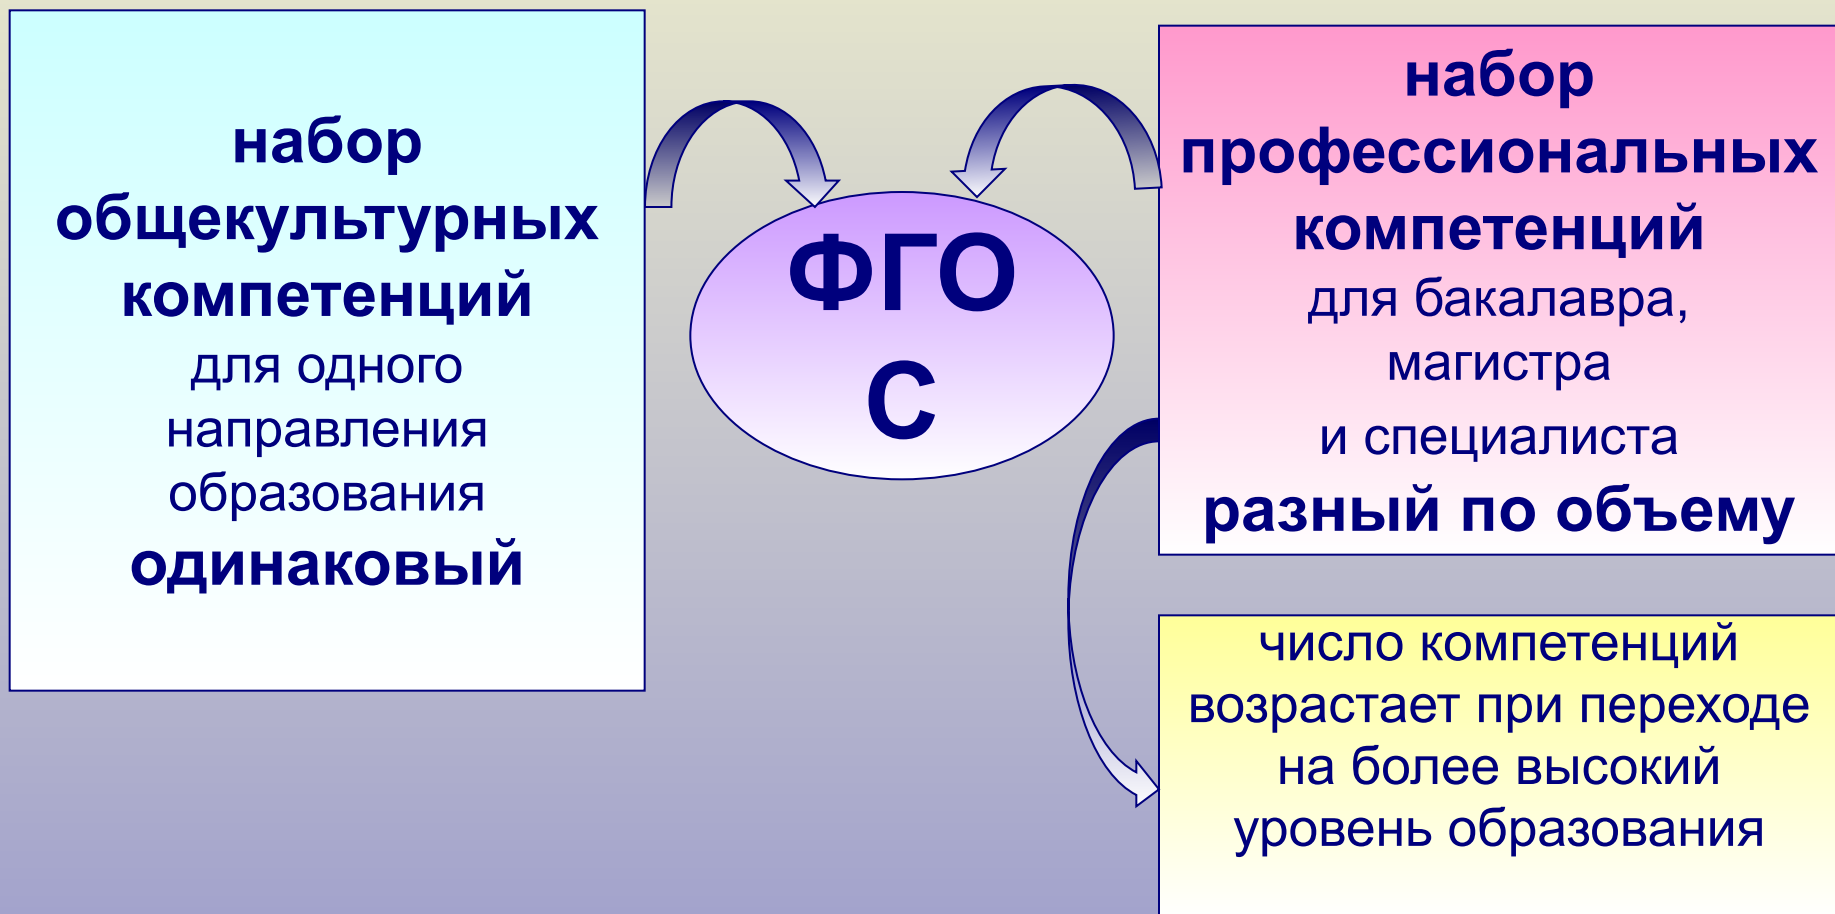 набор
общекультурных
компетенций
для одного
направления
образования
одинаковый
ФГО
С
набор
профессиональных
компетенций
для бакалавра,
магистра
и специалиста
разный по объему
число компетенций
возрастает при переходе
на более высокий
уровень образования